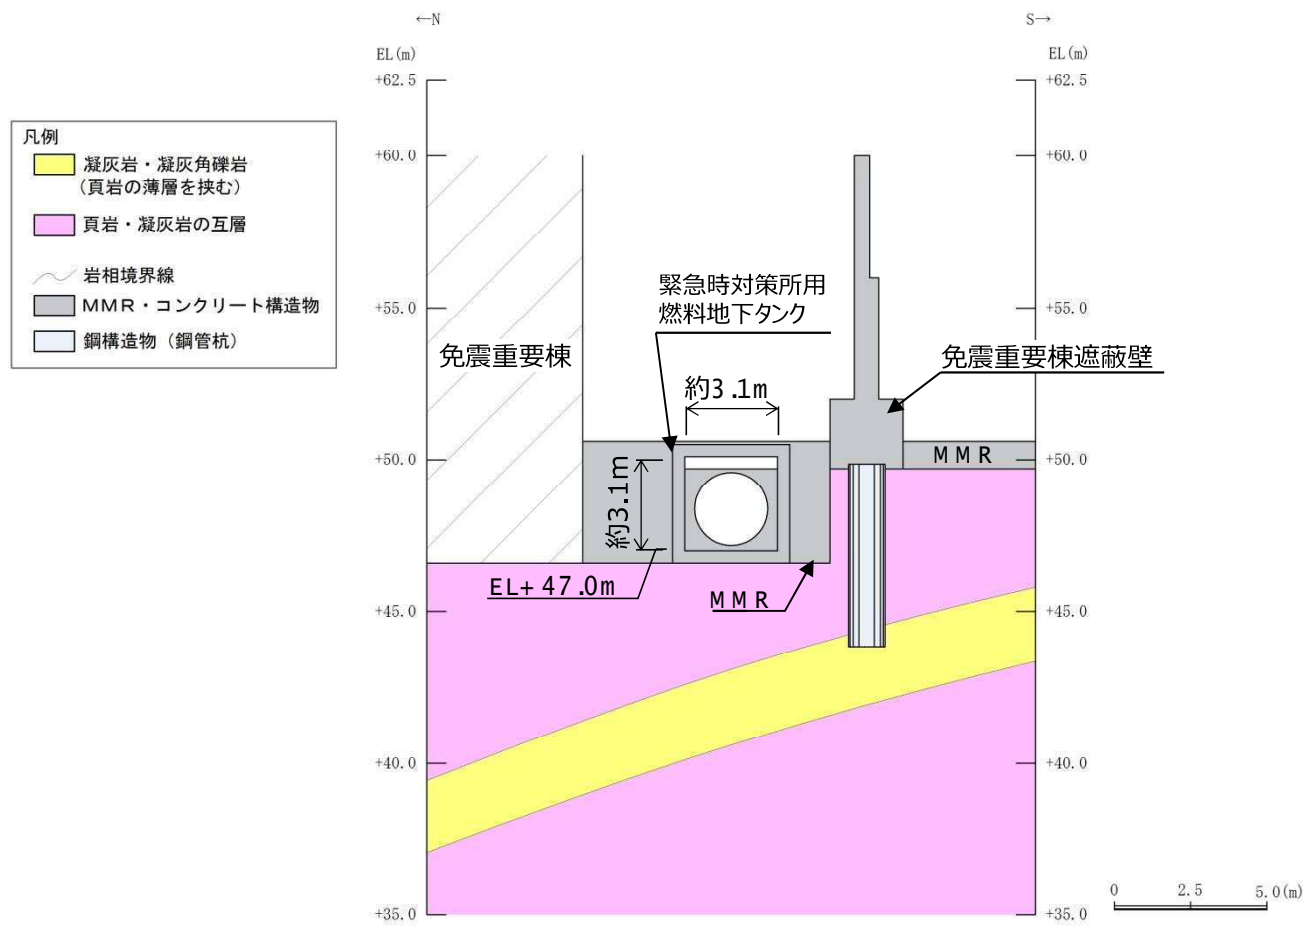 ←N
S→
EL(m)
EL(m)
+62.5
+62.5
凡例
凝灰岩・凝灰角礫岩
(頁岩の薄層を挟む)
頁岩・凝灰岩の互層
岩相境界線
MMR・コンクリート構造物
鋼構造物（鋼管杭）
+60.0
+60.0
+55.0
+55.0
緊急時対策所用
燃料地下タンク
免震重要棟
免震重要棟遮蔽壁
約3.1m
+50.0
MMR
+50.0
約3.1m
EL+47.0m
MMR
+45.0
+45.0
+40.0
+40.0
+35.0
+35.0
0 2.5 5.0(m)